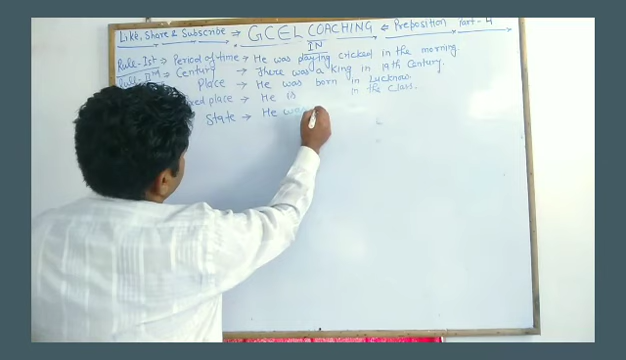 Like, Share & Subscribe ⇒ GCEL COACHING ⇐ Preposition Part-4
IN
Rule-Ist → Period of time → He was playing cricked in the morning.
Rule-IInd → Century → There was a king in 19th Century.
Place → He was born in Lucknow
place → He is in the class.
State → He was